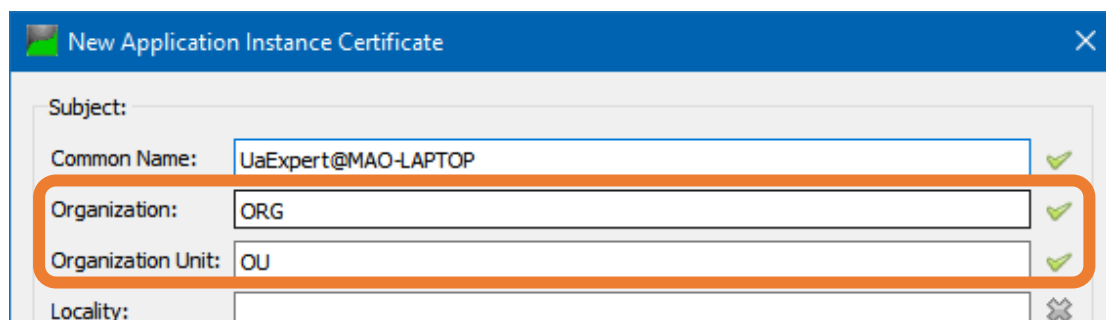 New Application Instance Certificate
Subject:
Common Name: UaExpert@MAO-LAPTOP
Organization: ORG
Organization Unit: OU
Locality: